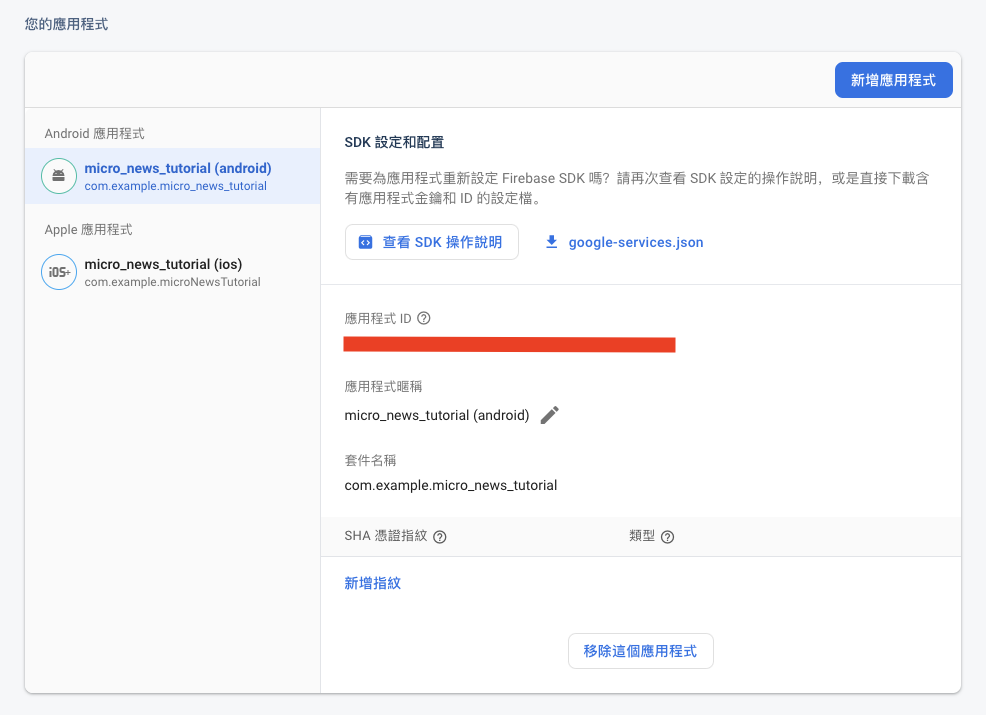 您的應用程式
新增應用程式
Android 應用程式
micro_news_tutorial (android)
com.example.micro_news_tutorial
Apple 應用程式
iOS+
micro_news_tutorial (ios)
com.example.microNewsTutorial
SDK 設定和配置
需要為應用程式重新設定 Firebase SDK 嗎？請再次查看 SDK 設定的操作說明，或是直接下載含
有應用程式金鑰和 ID 的設定檔。
查看 SDK 操作說明
google-services.json
應用程式 ID
應用程式暱稱
micro_news_tutorial (android)
套件名稱
com.example.micro_news_tutorial
SHA 憑證指紋
類型
新增指紋
移除這個應用程式